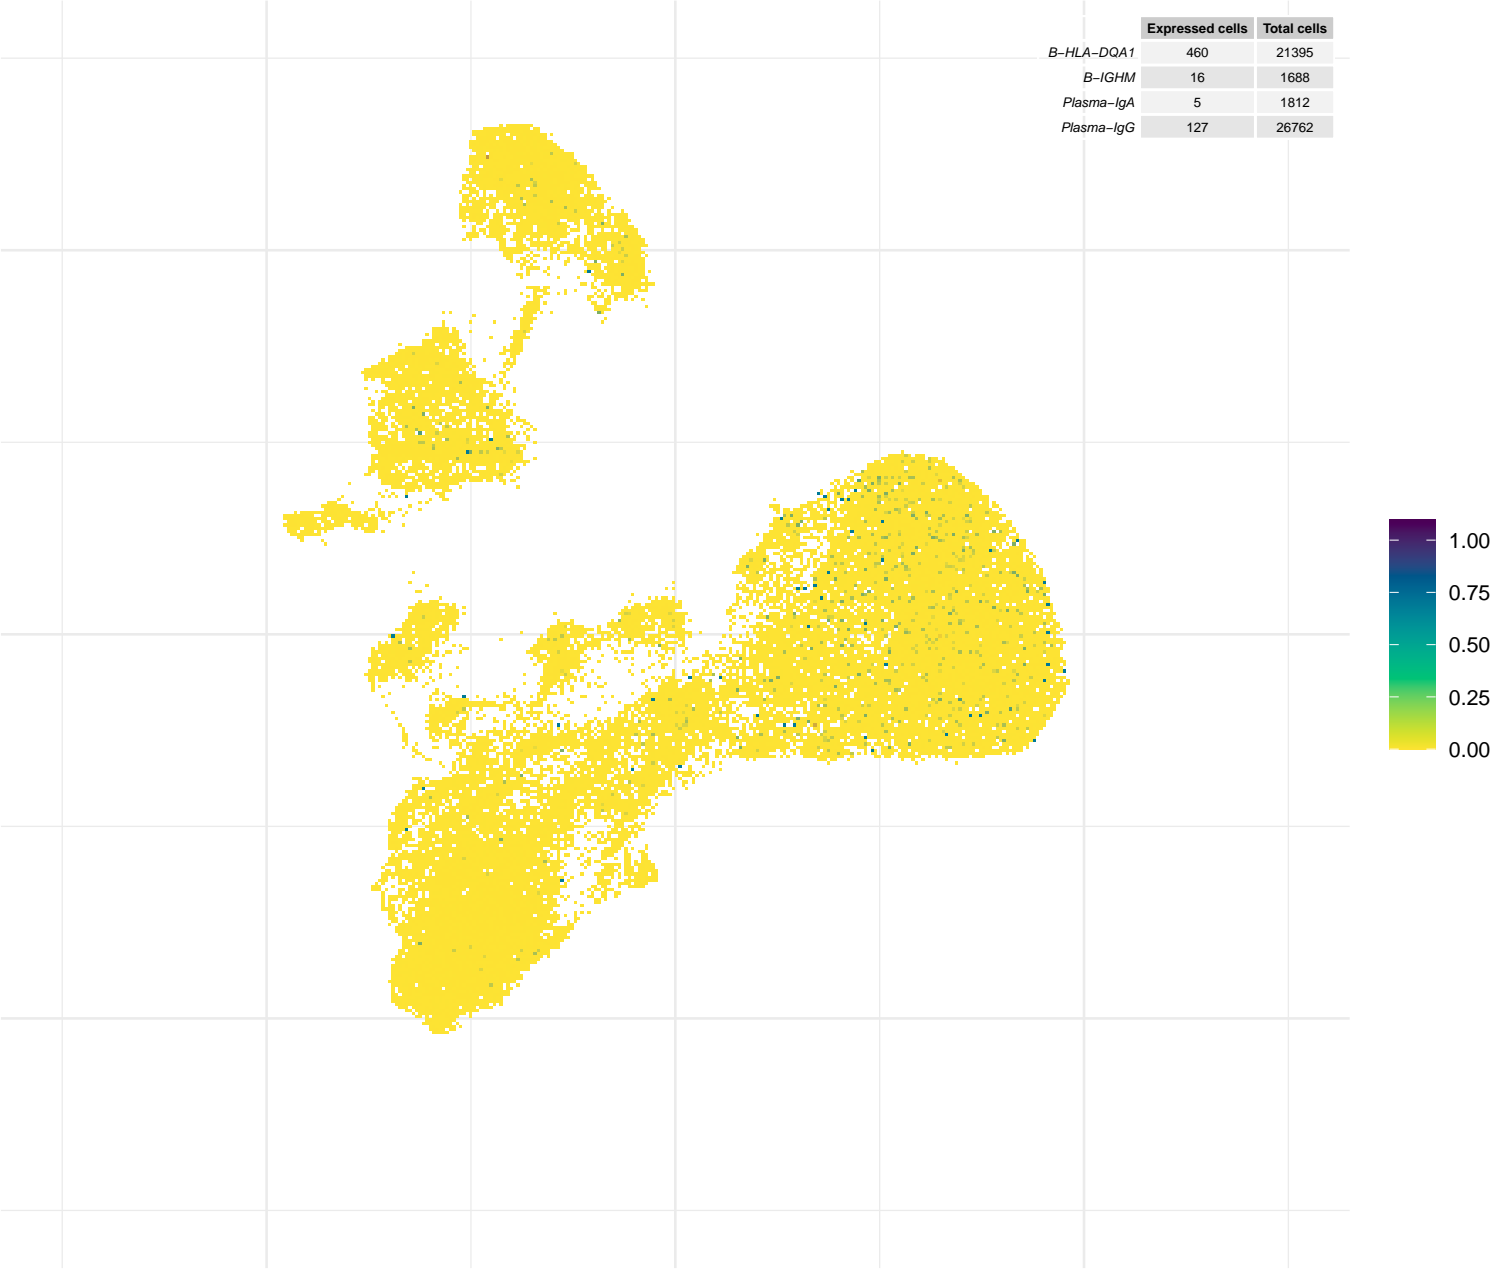 Expressed cells Total cells
B−HLA−DQA1 460 21395
B−IGHM 16 1688
Plasma−IgA 5 1812
Plasma−IgG 127 26762
1.00
0.75
0.50
0.25
0.00